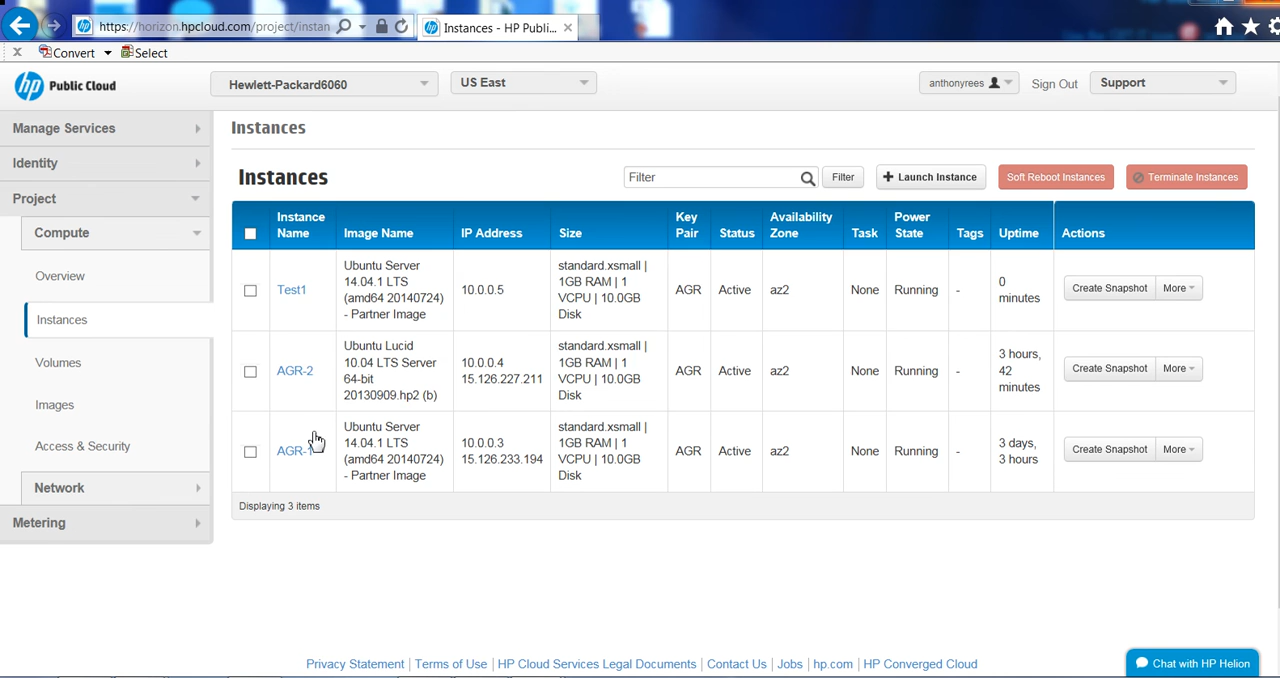 https://horizon.hpcloud.com/project/instan
Instances - HP Publi...
x Convert Select
hp Public Cloud
Hewlett-Packard6060
US East
anthonyrees
Sign Out
Support
Manage Services
Identity
Project
Compute
Overview
Instances
Volumes
Images
Access & Security
Network
Metering
Instances
Instances
Filter
Filter
+ Launch Instance
Soft Reboot Instances
Terminate Instances
Instance Name
Image Name
IP Address
Size
Key Pair
Status
Availability Zone
Task
Power State
Tags
Uptime
Actions
Test1
Ubuntu Server
14.04.1 LTS
(amd64 20140724)
- Partner Image
10.0.0.5
standard.xsmall |
1GB RAM | 1
VCPU | 10.0GB
Disk
AGR
Active
az2
None
Running
-
0
minutes
Create Snapshot
More
AGR-2
Ubuntu Lucid
10.04 LTS Server
64-bit
20130909.hp2 (b)
10.0.0.4
15.126.227.211
standard.xsmall |
1GB RAM | 1
VCPU | 10.0GB
Disk
AGR
Active
az2
None
Running
-
3 hours,
42
minutes
Create Snapshot
More
AGR-1
Ubuntu Server
14.04.1 LTS
(amd64 20140724)
- Partner Image
10.0.0.3
15.126.233.194
standard.xsmall |
1GB RAM | 1
VCPU | 10.0GB
Disk
AGR
Active
az2
None
Running
-
3 days,
3 hours
Create Snapshot
More
Displaying 3 items
Privacy Statement | Terms of Use | HP Cloud Services Legal Documents | Contact Us | Jobs | hp.com | HP Converged Cloud
Chat with HP Helion